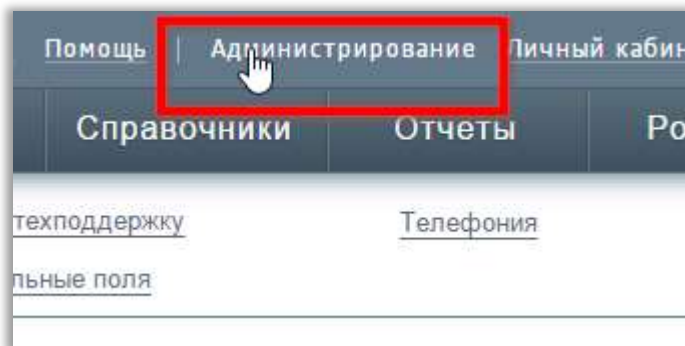 Помощь | Администрирование Личный кабин
Справочники Отчеты Ро
техподдержку Телефония
льные поля